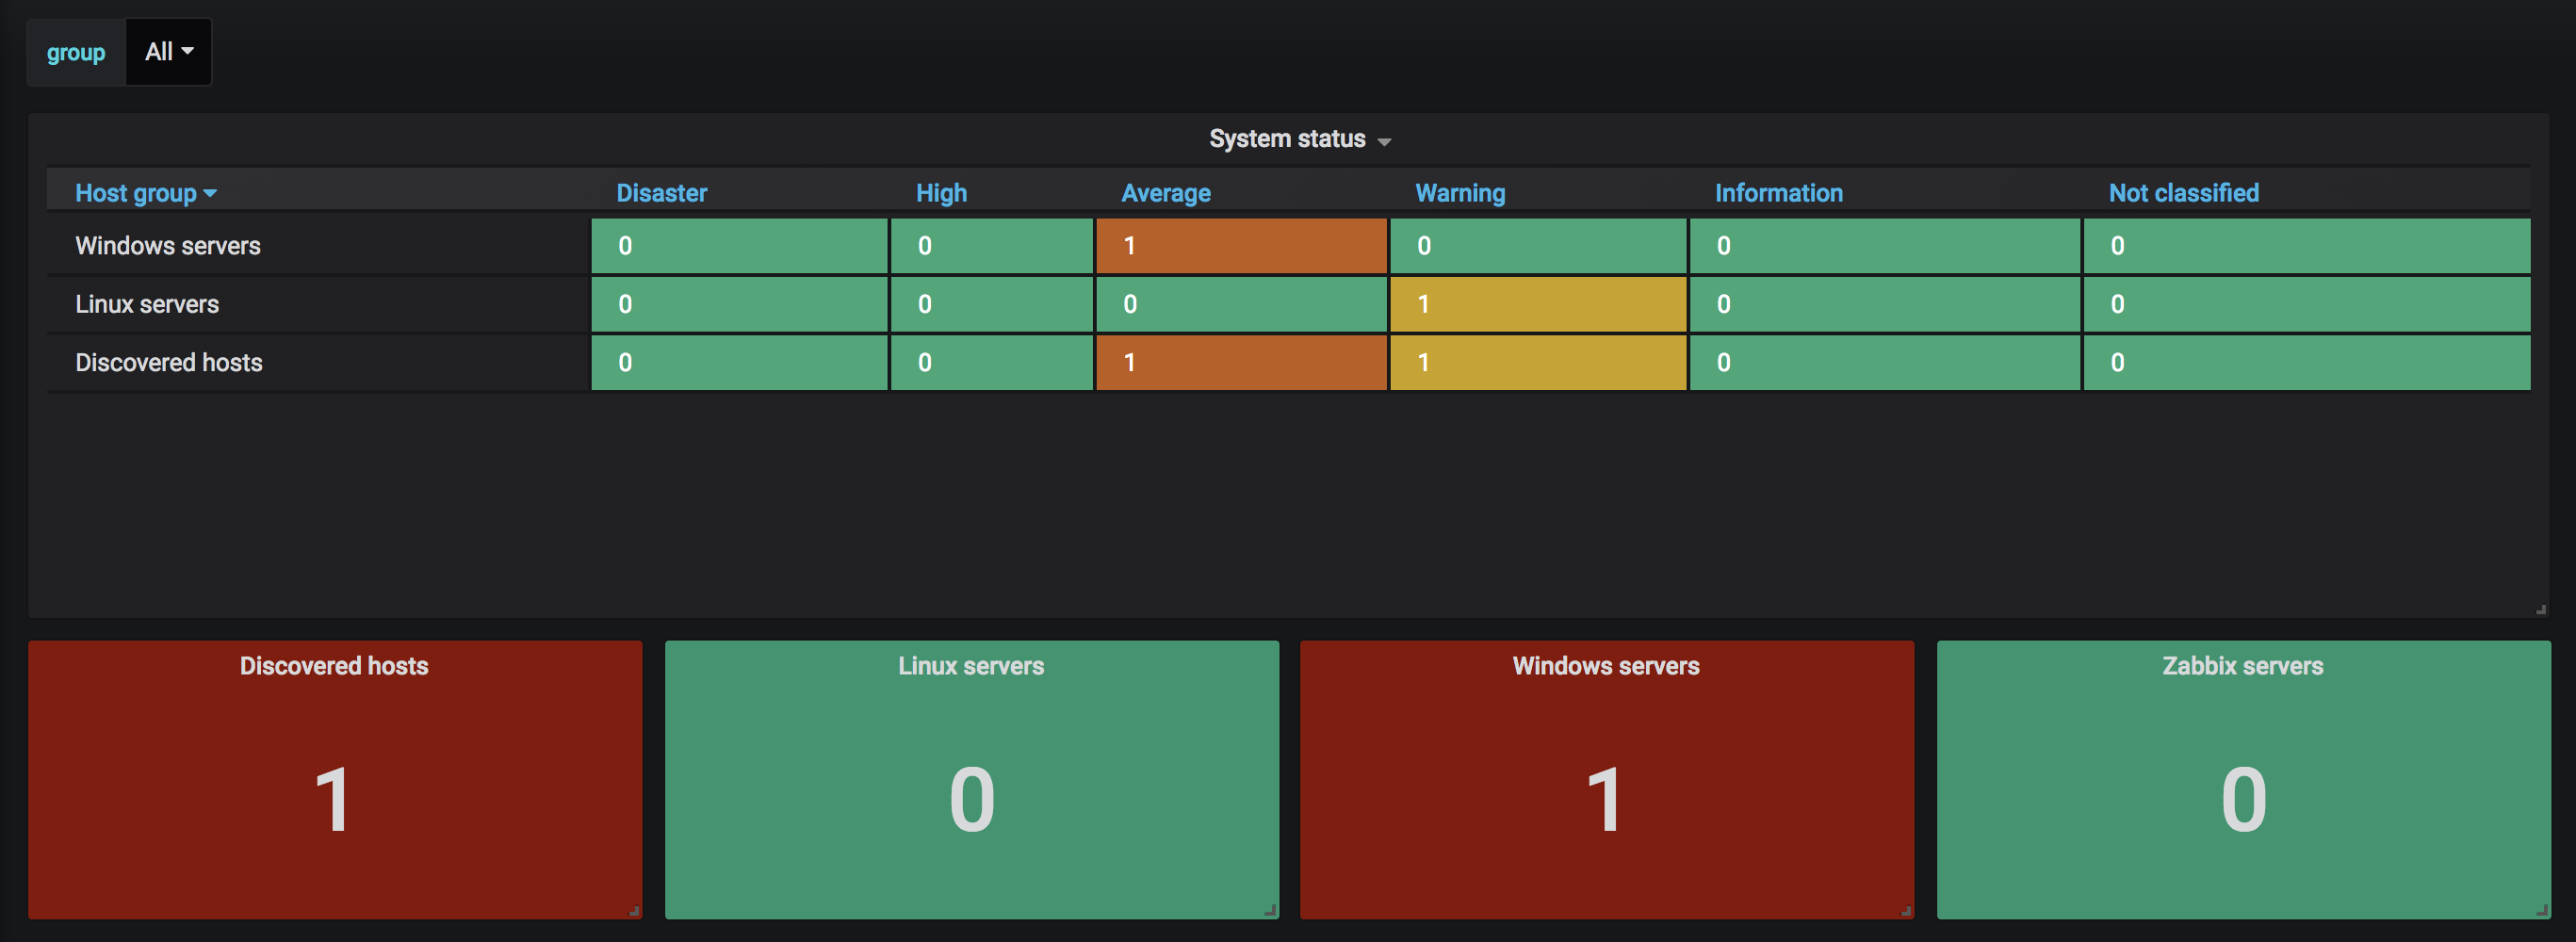 group All
System status
Host group Disaster High Average Warning Information Not classified
Windows servers 0 0 1 0 0 0
Linux servers 0 0 0 1 0 0
Discovered hosts 0 0 1 1 0 0
Discovered hosts Linux servers Windows servers Zabbix servers
1 0 1 0